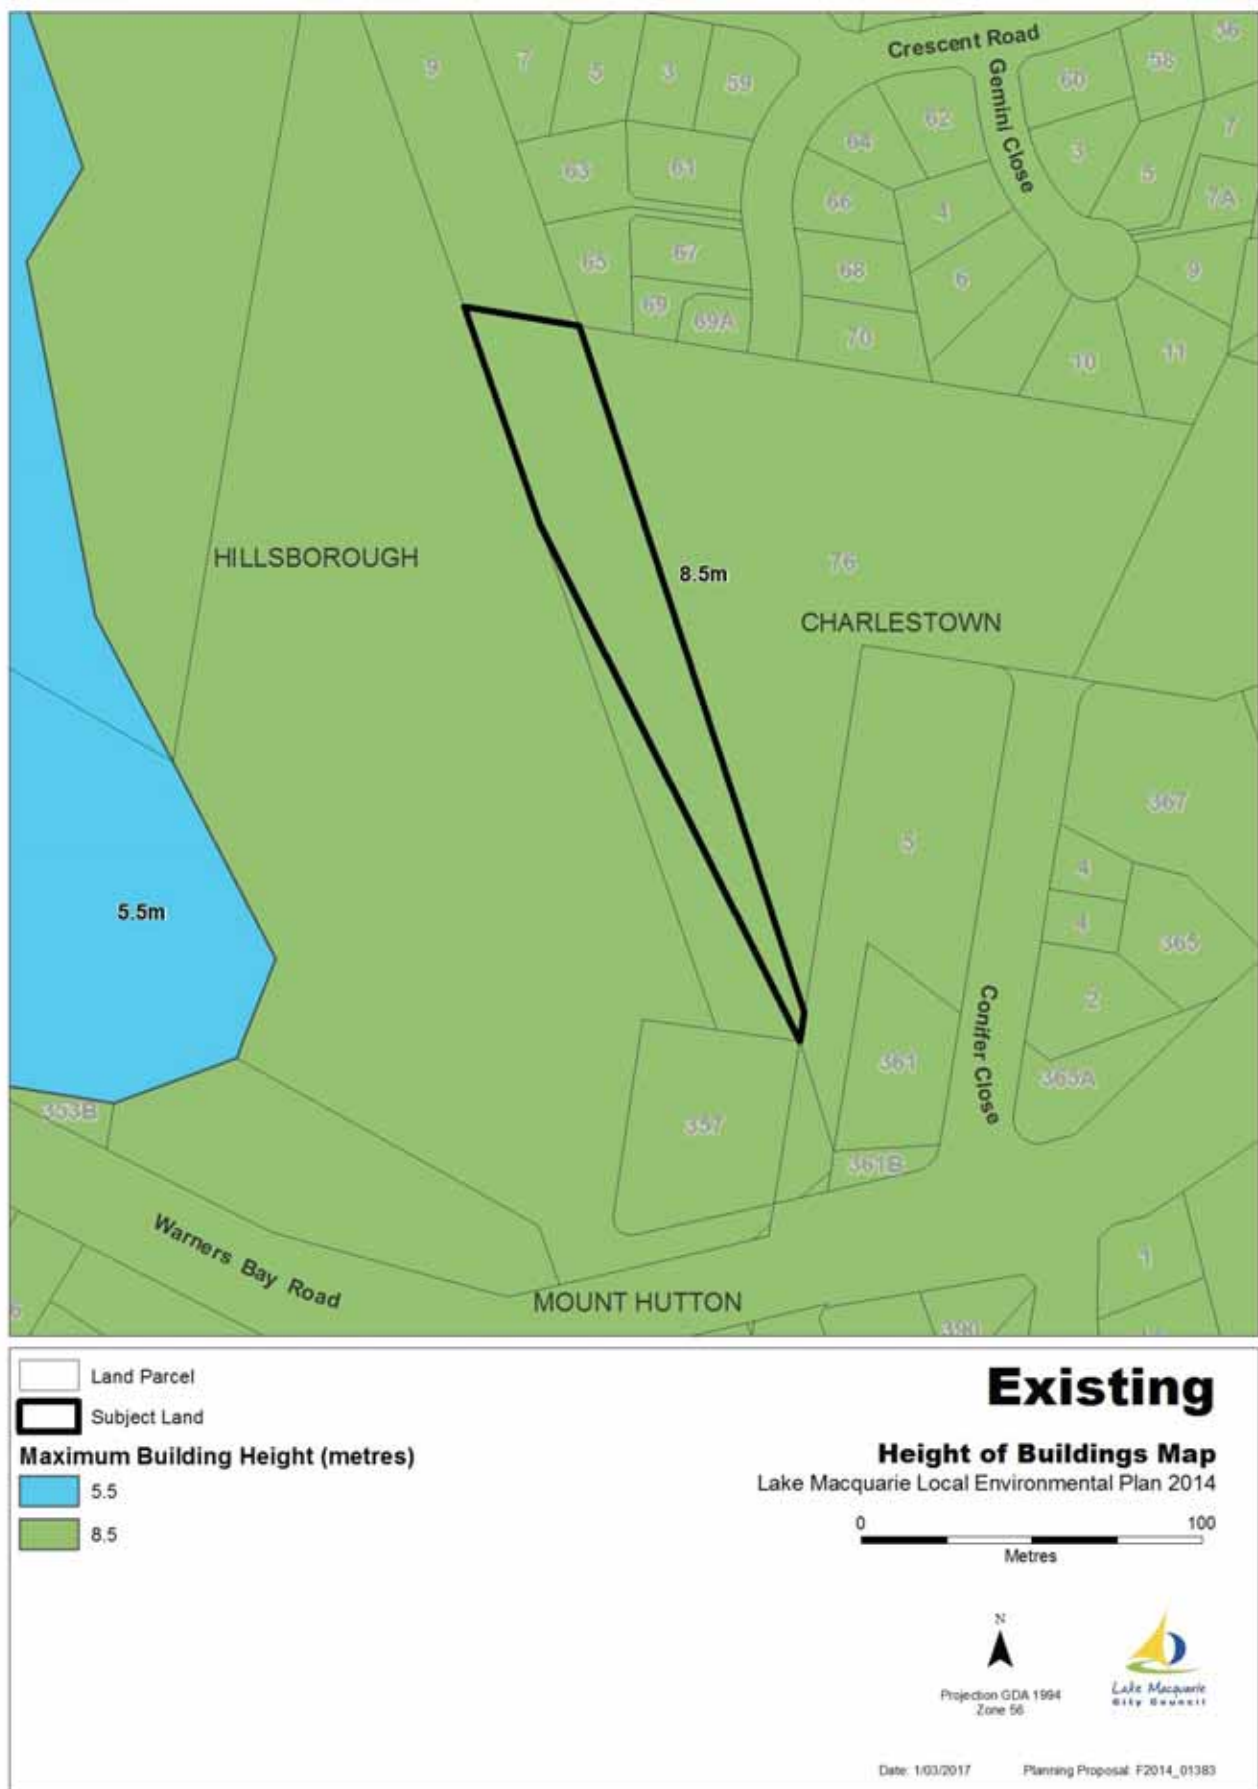 Crescent Road
Gemini Close
9
7
5
3
59
62
60
58
56
7
64
3
63
61
5
66
4
7A
65
67
68
6
9
69
69A
70
10
11
HILLSBOROUGH
8.5m
76
CHARLESTOWN
367
5
4
5.5m
4
365
2
Conifer Close
361
365A
353B
357
361B
Warners Bay Road
1
MOUNT HUTTON
390
Land Parcel
Subject Land
Maximum Building Height (metres)
5.5
8.5
Existing
Height of Buildings Map
Lake Macquarie Local Environmental Plan 2014
0 100
Metres
N
Projection GDA 1994
Zone 56
Lake Macquarie
City Council
Date: 1/03/2017 Planning Proposal: F2014_01383